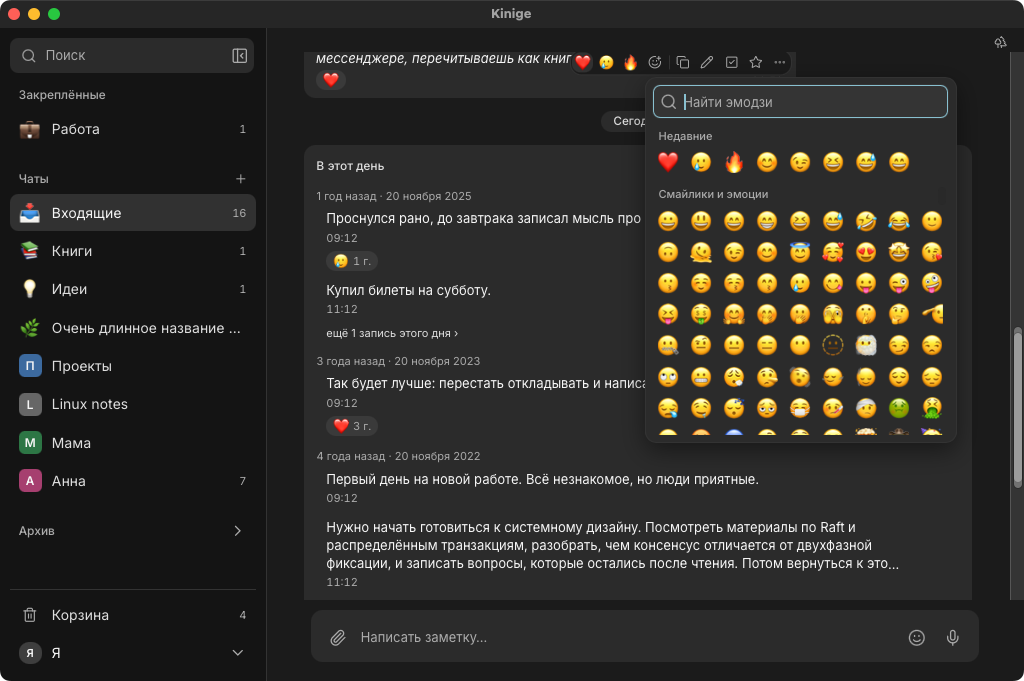 Kinige
Поиск
Закреплённые
Работа 1
Чаты
Входящие 16
Книги 1
Идеи 1
Очень длинное название ...
П Проекты
L Linux notes
М Мама
А Анна 7
Архив
Корзина 4
Я Я
мессенджере, перечитываешь как книг
Найти эмодзи
Недавние
Смайлики и эмоции
В этот день
1 год назад · 20 ноября 2025
Проснулся рано, до завтрака записал мысль про
09:12
1 г.
Купил билеты на субботу.
11:12
ещё 1 запись этого дня ›
3 года назад · 20 ноября 2023
Так будет лучше: перестать откладывать и
09:12
3 г.
4 года назад · 20 ноября 2022
Первый день на новой работе. Всё незнакомое, но люди приятные.
09:12
Нужно начать готовиться к системному дизайну. Посмотреть материалы по Raft и
распределённым транзакциям, разобрать, чем консенсус отличается от двухфазной
фиксации, и записать вопросы, которые остались после чтения. Потом вернуться к это...
11:12
Написать заметку...